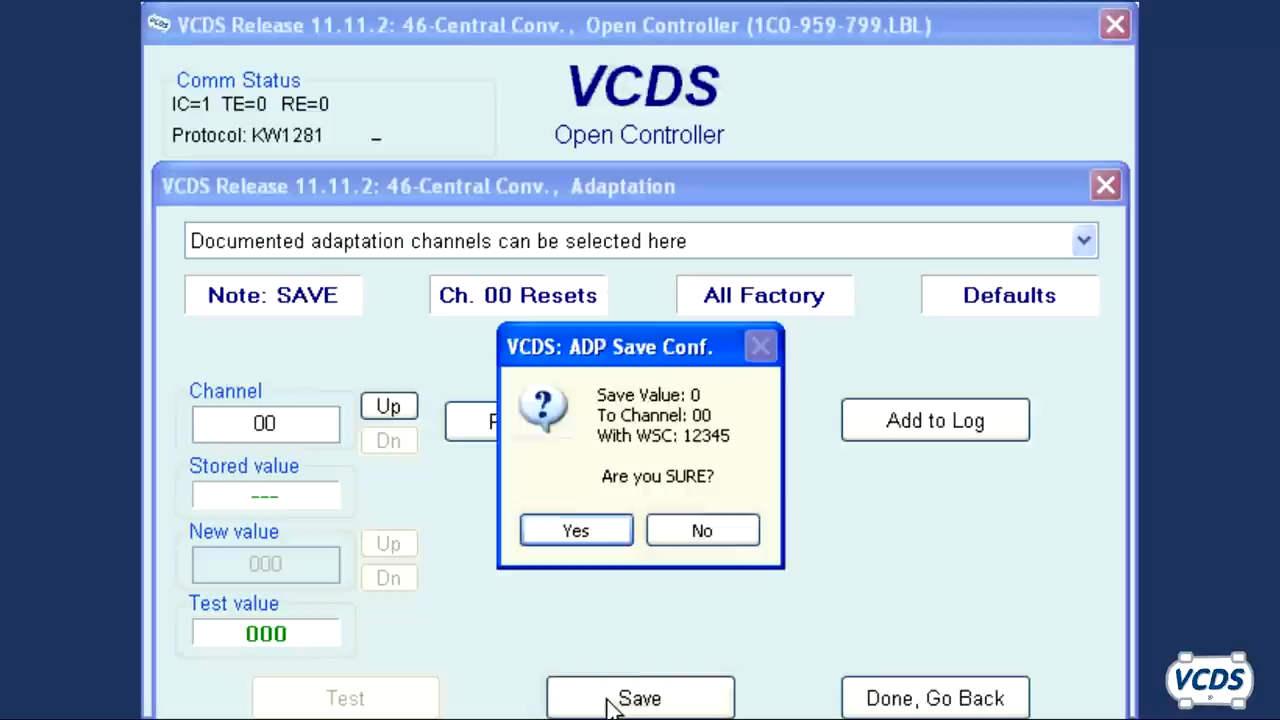 VCDS Release 11.11.2: 46-Central Conv., Open Controller (1C0-959-799.LBL)
Comm Status
IC=1 TE=0 RE=0
Protocol: KW1281
VCDS
Open Controller
VCDS Release 11.11.2: 46-Central Conv., Adaptation
Documented adaptation channels can be selected here
Note: SAVE
Ch. 00 Resets
All Factory
Defaults
VCDS: ADP Save Conf.
Save Value: 0
To Channel: 00
With WSC: 12345
Are you SURE?
Yes
No
Channel
00
Up
Dn
Add to Log
Stored value
---
New value
000
Up
Dn
Test value
000
Test
Save
Done, Go Back
VCDS